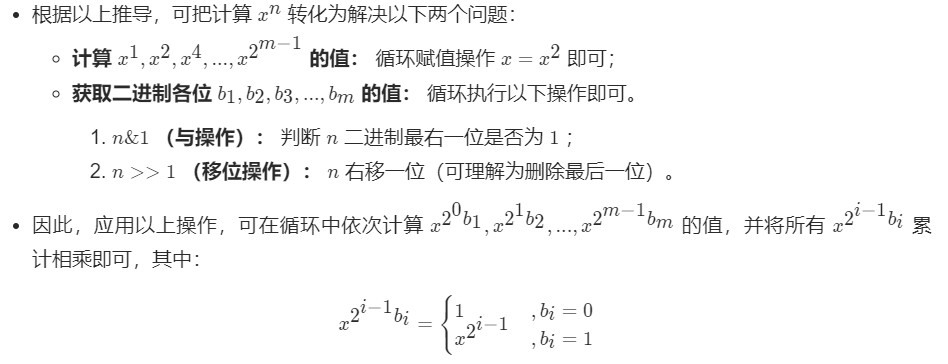 • 根据以上推导，可把计算 $x^n$ 转化为解决以下两个问题：
◦ 计算 $x^1, x^2, x^4, ..., x^{2^{m-1}}$ 的值： 循环赋值操作 $x = x^2$ 即可；
◦ 获取二进制各位 $b_1, b_2, b_3, ..., b_m$ 的值： 循环执行以下操作即可。
1. $n \& 1$ （与操作）： 判断 $n$ 二进制最右一位是否为 $1$ ；
2. $n >> 1$ （移位操作）： $n$ 右移一位（可理解为删除最后一位）。
• 因此，应用以上操作，可在循环中依次计算 $x^{2^0 b_1}, x^{2^1 b_2}, ..., x^{2^{m-1} b_m}$ 的值，并将所有 $x^{2^{i-1} b_i}$ 累
计相乘即可，其中：
$x^{2^{i-1} b_i} = \begin{cases} 1 & , b_i = 0 \\ x^{2^{i-1}} & , b_i = 1 \end{cases}$